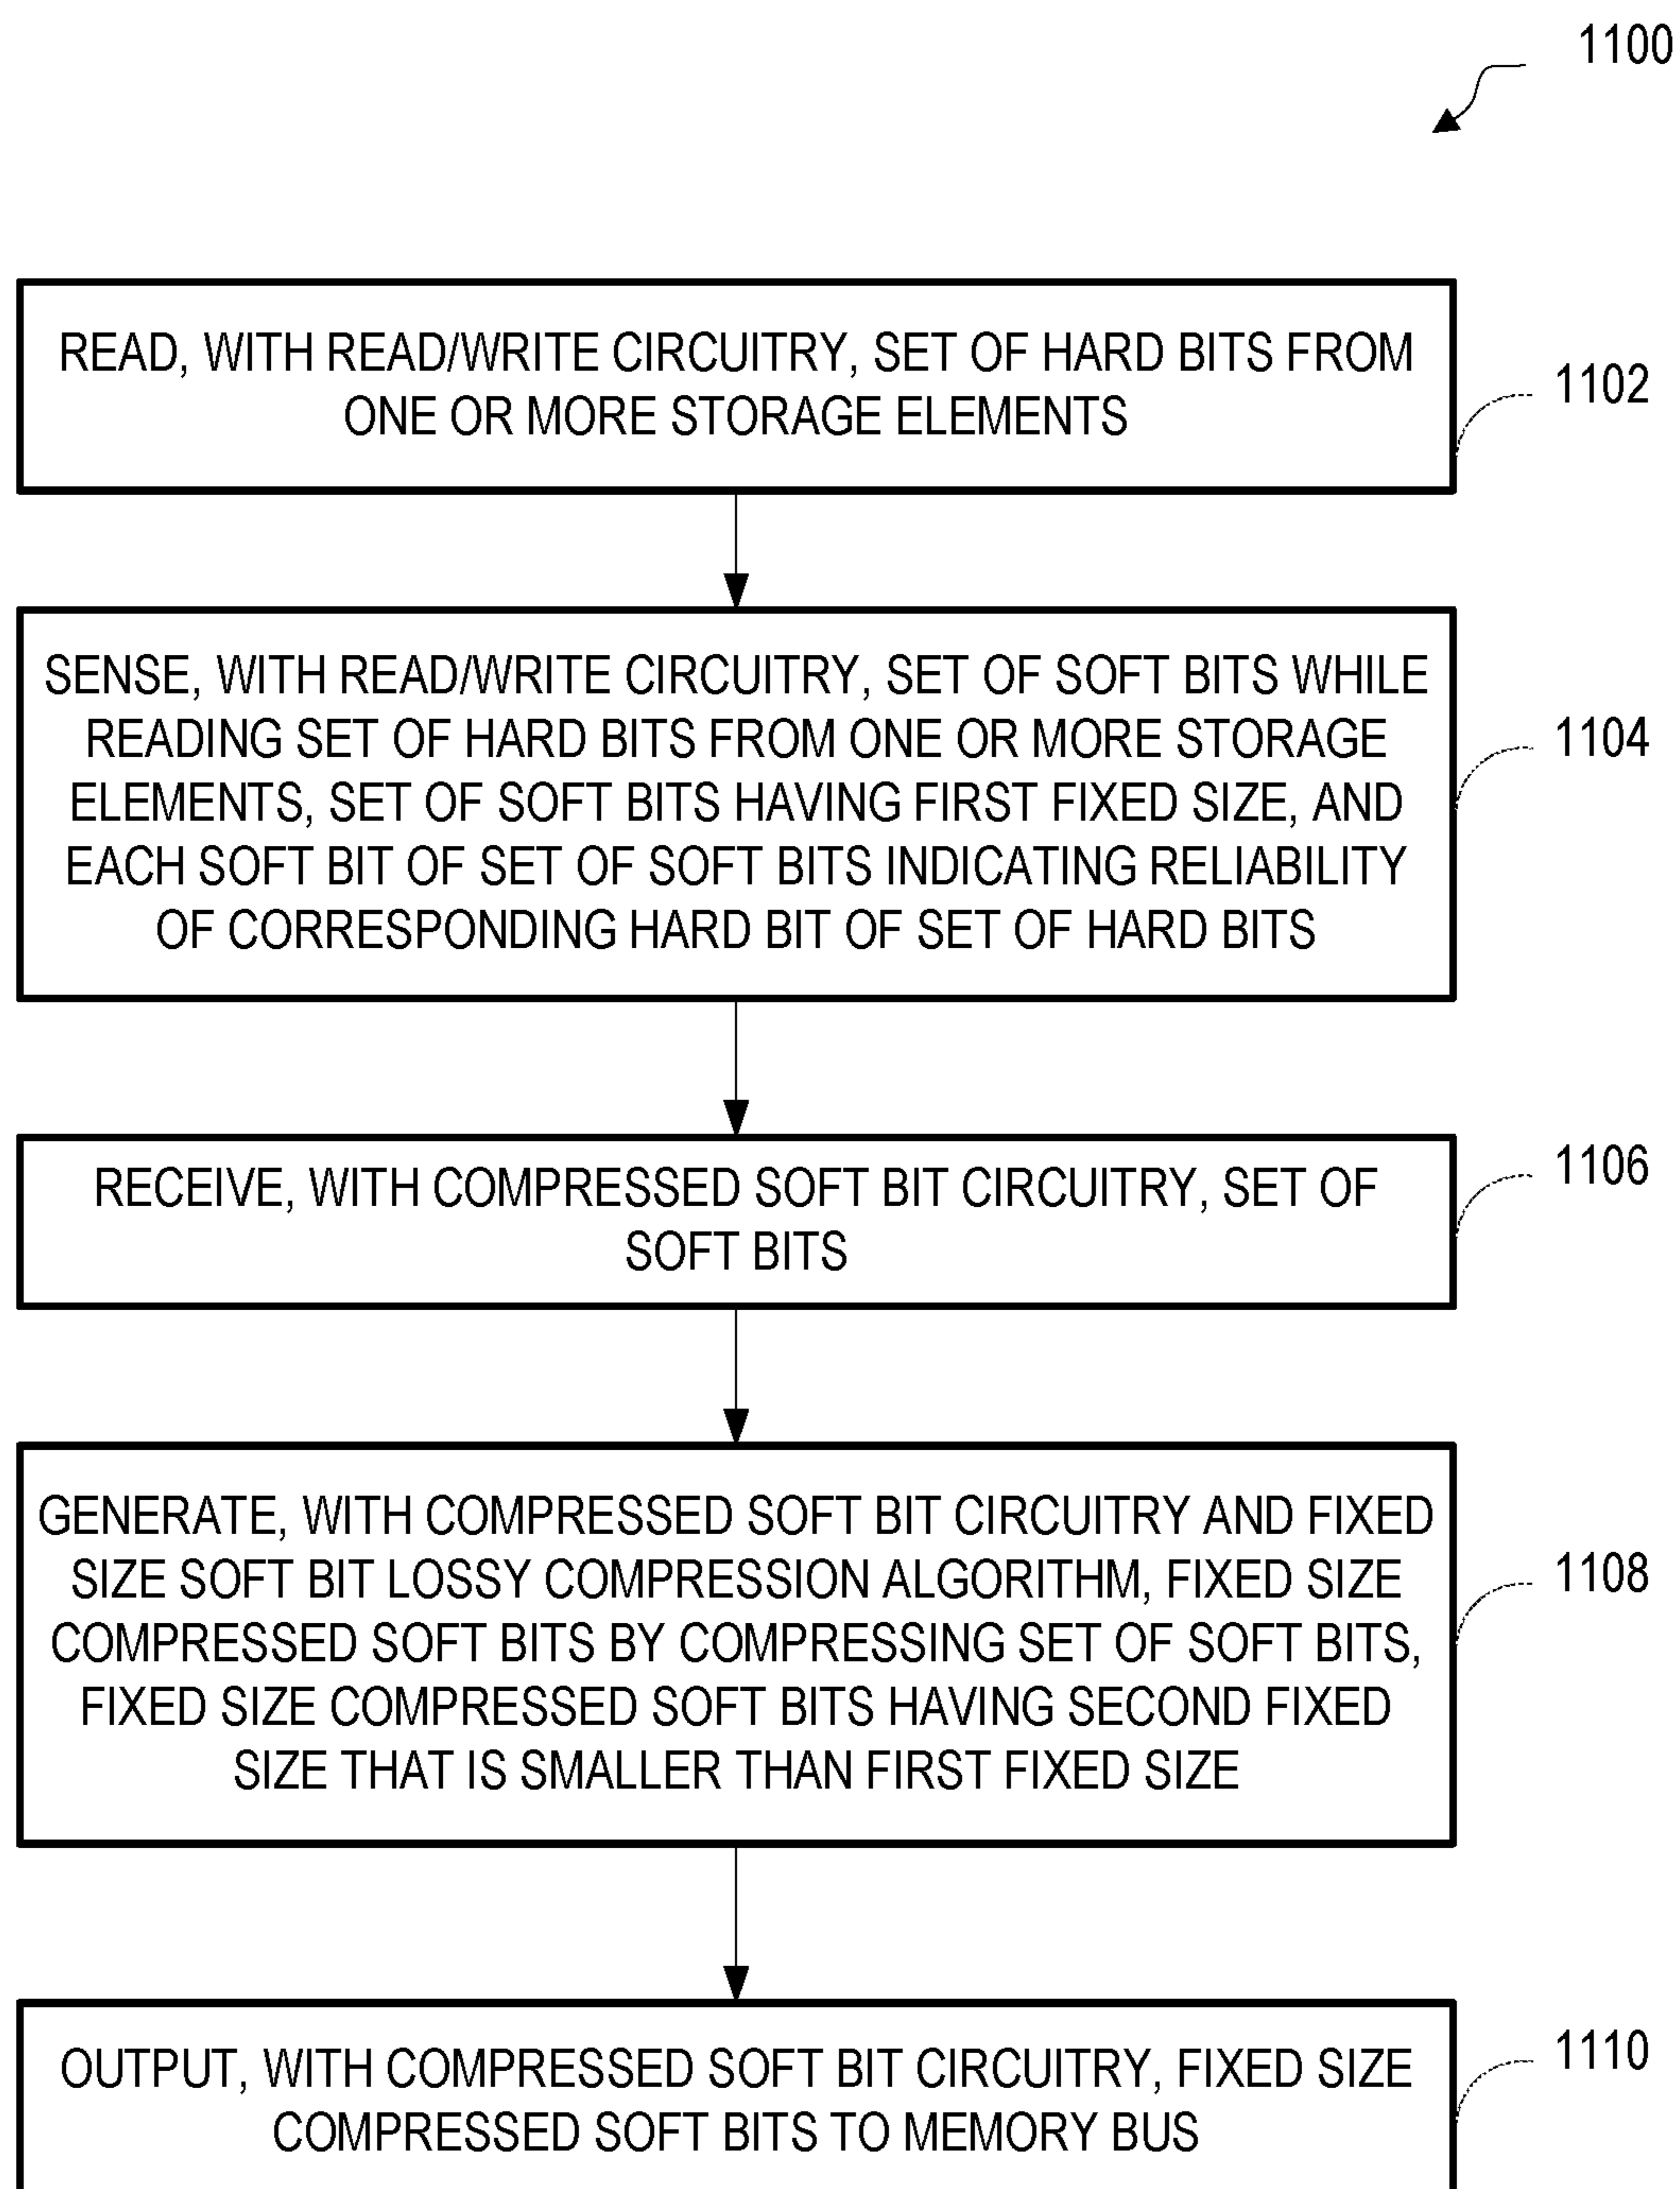 1100
READ, WITH READ/WRITE CIRCUITRY, SET OF HARD BITS FROM
ONE OR MORE STORAGE ELEMENTS
1102
SENSE, WITH READ/WRITE CIRCUITRY, SET OF SOFT BITS WHILE
READING SET OF HARD BITS FROM ONE OR MORE STORAGE
ELEMENTS, SET OF SOFT BITS HAVING FIRST FIXED SIZE, AND
EACH SOFT BIT OF SET OF SOFT BITS INDICATING RELIABILITY
OF CORRESPONDING HARD BIT OF SET OF HARD BITS
1104
RECEIVE, WITH COMPRESSED SOFT BIT CIRCUITRY, SET OF
SOFT BITS
1106
GENERATE, WITH COMPRESSED SOFT BIT CIRCUITRY AND FIXED
SIZE SOFT BIT LOSSY COMPRESSION ALGORITHM, FIXED SIZE
COMPRESSED SOFT BITS BY COMPRESSING SET OF SOFT BITS,
FIXED SIZE COMPRESSED SOFT BITS HAVING SECOND FIXED
SIZE THAT IS SMALLER THAN FIRST FIXED SIZE
1108
OUTPUT, WITH COMPRESSED SOFT BIT CIRCUITRY, FIXED SIZE
COMPRESSED SOFT BITS TO MEMORY BUS
1110